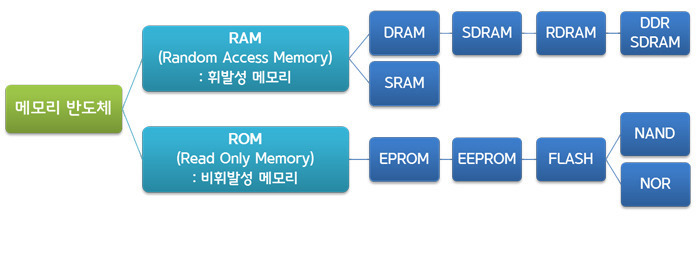 메모리 반도체
RAM
(Random Access Memory)
: 휘발성 메모리
DRAM
SDRAM
RDRAM
DDR
SDRAM
SRAM
ROM
(Read Only Memory)
: 비휘발성 메모리
EPROM
EEPROM
FLASH
NAND
NOR